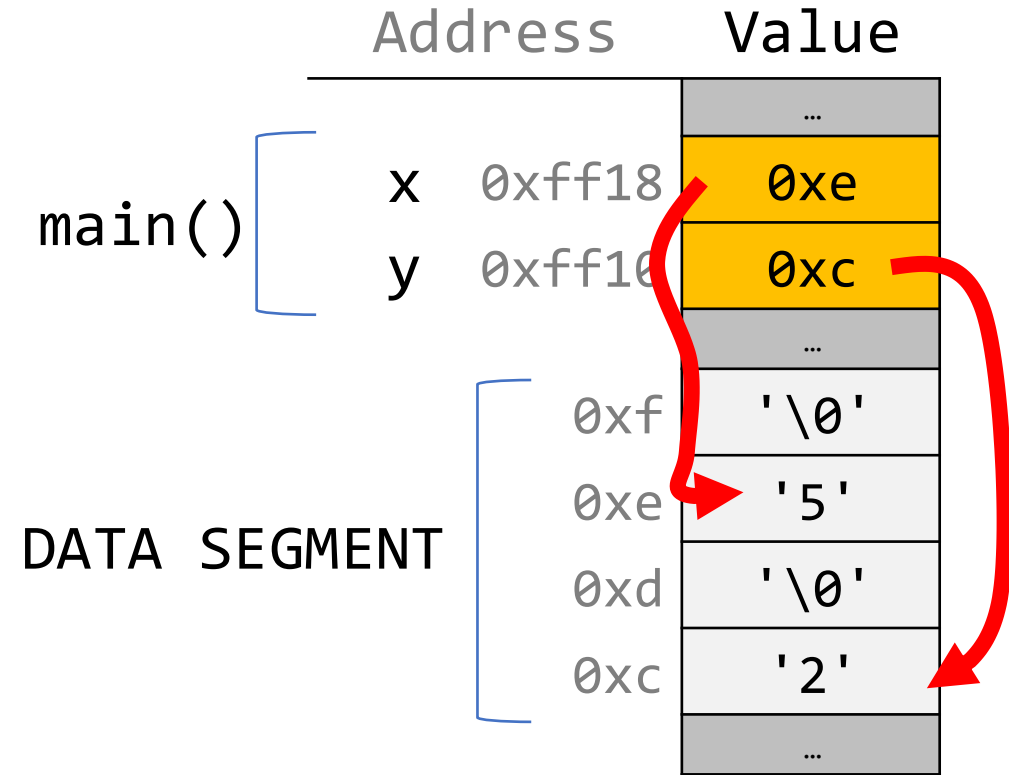 Address Value
…
x 0xff18 0xe
main()
y 0xff10 0xc
…
0xf '\0'
0xe '5'
DATA SEGMENT
0xd '\0'
0xc '2'
…